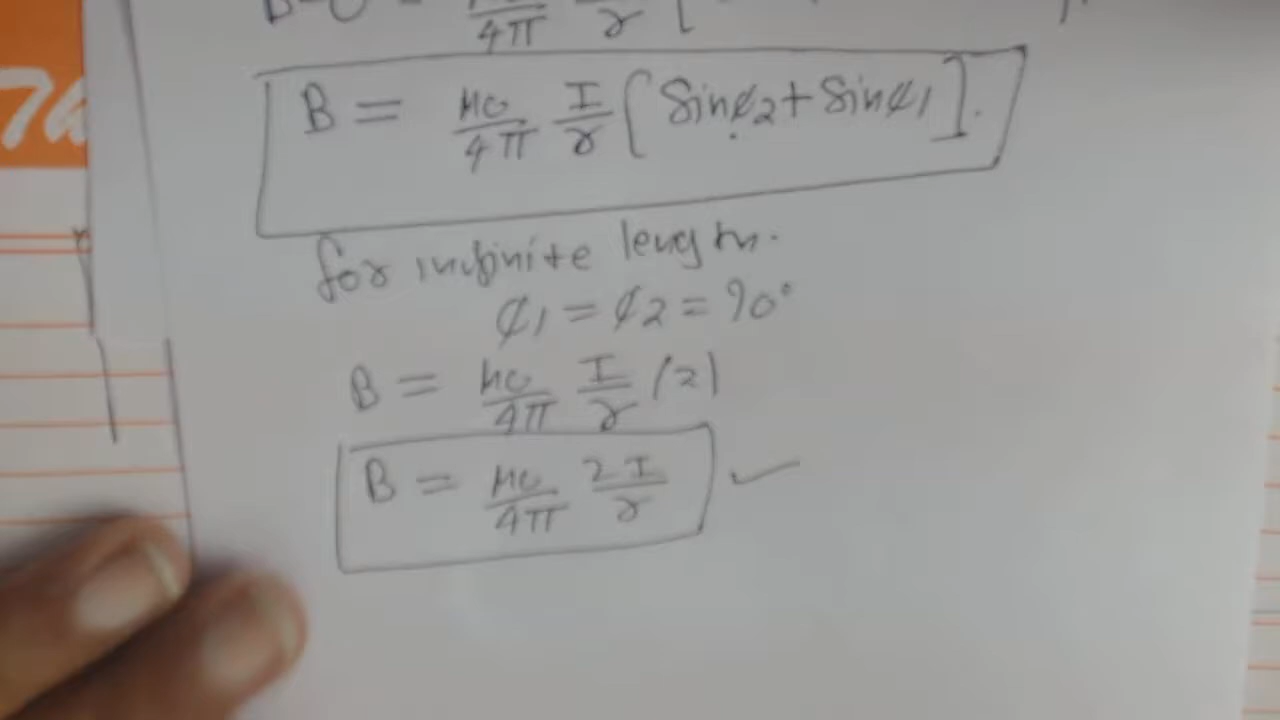 B = μ0/4π I/r [ Sinφ2 + Sinφ1 ].
for infinite length.
φ1 = φ2 = 90°
B = μ0/4π I/r (2)
B = μ0/4π 2I/r ✓